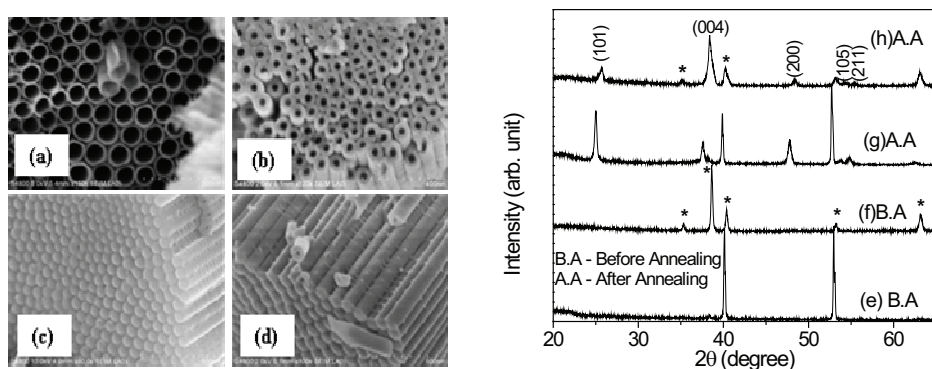 (a)
(b)
(c)
(d)
Intensity (arb. unit)
(101)
(004)
(200)
(105)
(211)
(h)A.A
*
*
(g)A.A
*
*
*
*
*
(f)B.A
B.A - Before Annealing
A.A - After Annealing
(e) B.A
20
30
40
50
60
2θ (degree)